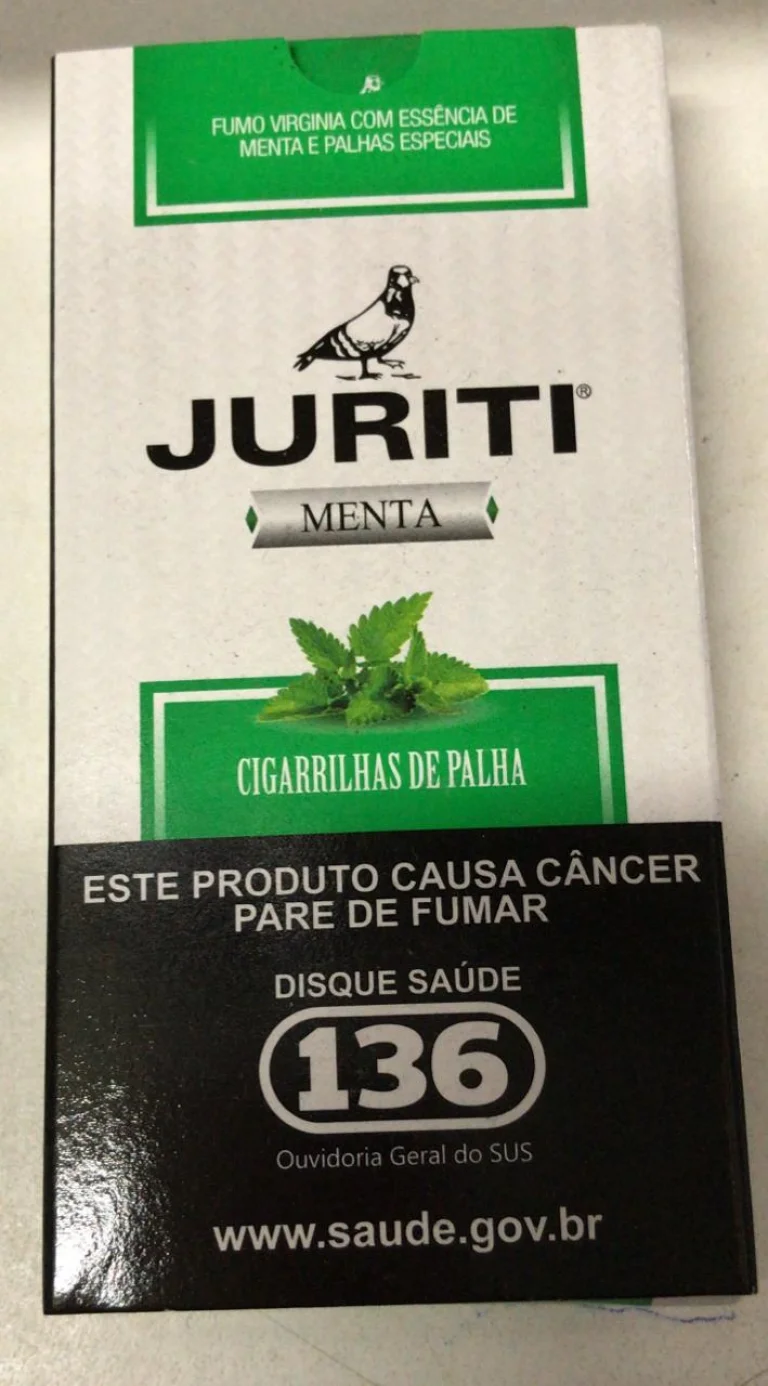 FUMO VIRGINIA COM ESSÊNCIA DE
MENTA E PALHAS ESPECIAIS
JURITI®
MENTA
CIGARRILHAS DE PALHA
ESTE PRODUTO CAUSA CÂNCER
PARE DE FUMAR
DISQUE SAÚDE
136
Ouvidoria Geral do SUS
www.saude.gov.br